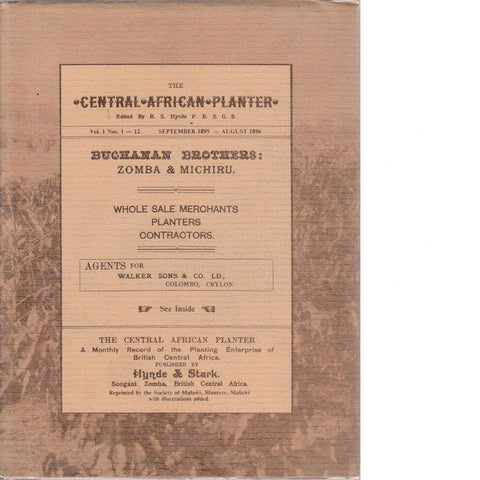 THE
•CENTRAL•AFRICAN•PLANTER•
Edited By R. S. Hynde F. R. S. G. S.
Vol. 1 Nos. 1 — 12 SEPTEMBER 1895 — AUGUST 1896
BUCHANAN BROTHERS:
ZOMBA & MICHIRU.
WHOLE SALE MERCHANTS
PLANTERS
CONTRACTORS.
AGENTS FOR
WALKER SONS & CO. LD.,
COLOMBO, CEYLON.
See Inside
THE CENTRAL AFRICAN PLANTER
A Monthly Record of the Planting Enterprise of
British Central Africa.
PUBLISHED BY
Hynde & Stark.
Songani Zomba, British Central Africa.
Reprinted by the Society of Malaŵi, Blantyre, Malaŵi
with illustrations added.